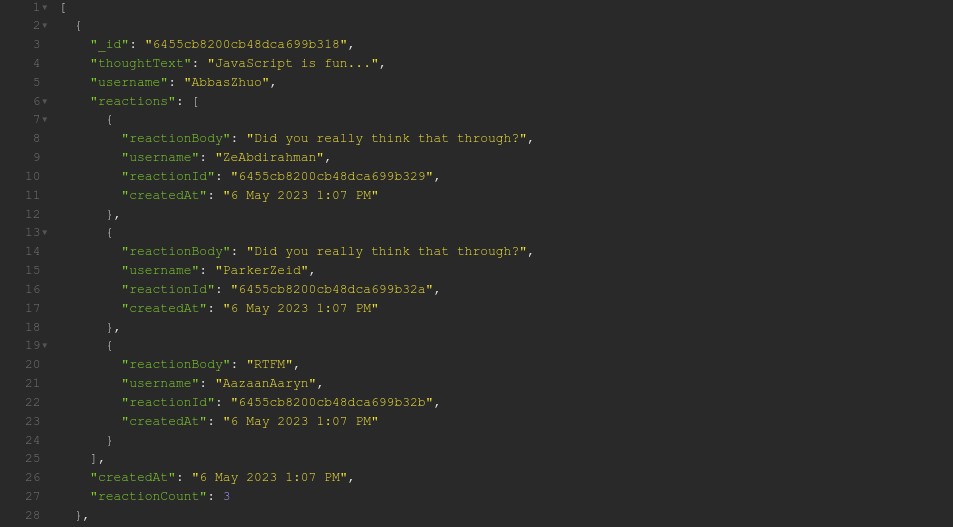 1 [
2 {
3 "_id": "6455cb8200cb48dca699b318",
4 "thoughtText": "JavaScript is fun...",
5 "username": "AbbasZhuo",
6 "reactions": [
7 {
8 "reactionBody": "Did you really think that through?",
9 "username": "ZeAbdirahman",
10 "reactionId": "6455cb8200cb48dca699b329",
11 "createdAt": "6 May 2023 1:07 PM"
12 },
13 {
14 "reactionBody": "Did you really think that through?",
15 "username": "ParkerZeid",
16 "reactionId": "6455cb8200cb48dca699b32a",
17 "createdAt": "6 May 2023 1:07 PM"
18 },
19 {
20 "reactionBody": "RTFM",
21 "username": "AazaanAaryn",
22 "reactionId": "6455cb8200cb48dca699b32b",
23 "createdAt": "6 May 2023 1:07 PM"
24 }
25 ],
26 "createdAt": "6 May 2023 1:07 PM",
27 "reactionCount": 3
28 },